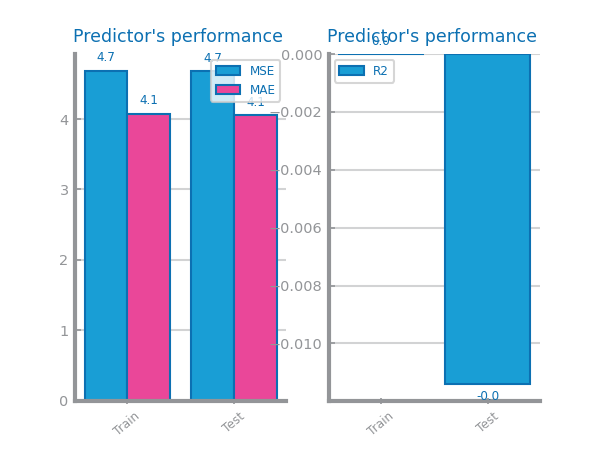 Predictor's performance
4.7
4.7
4.1
4.1
MSE
MAE
4
3
2
1
0
Train
Test
Predictor's performance
0.0
R2
0.000
−0.002
−0.004
−0.006
−0.008
−0.010
-0.0
Train
Test